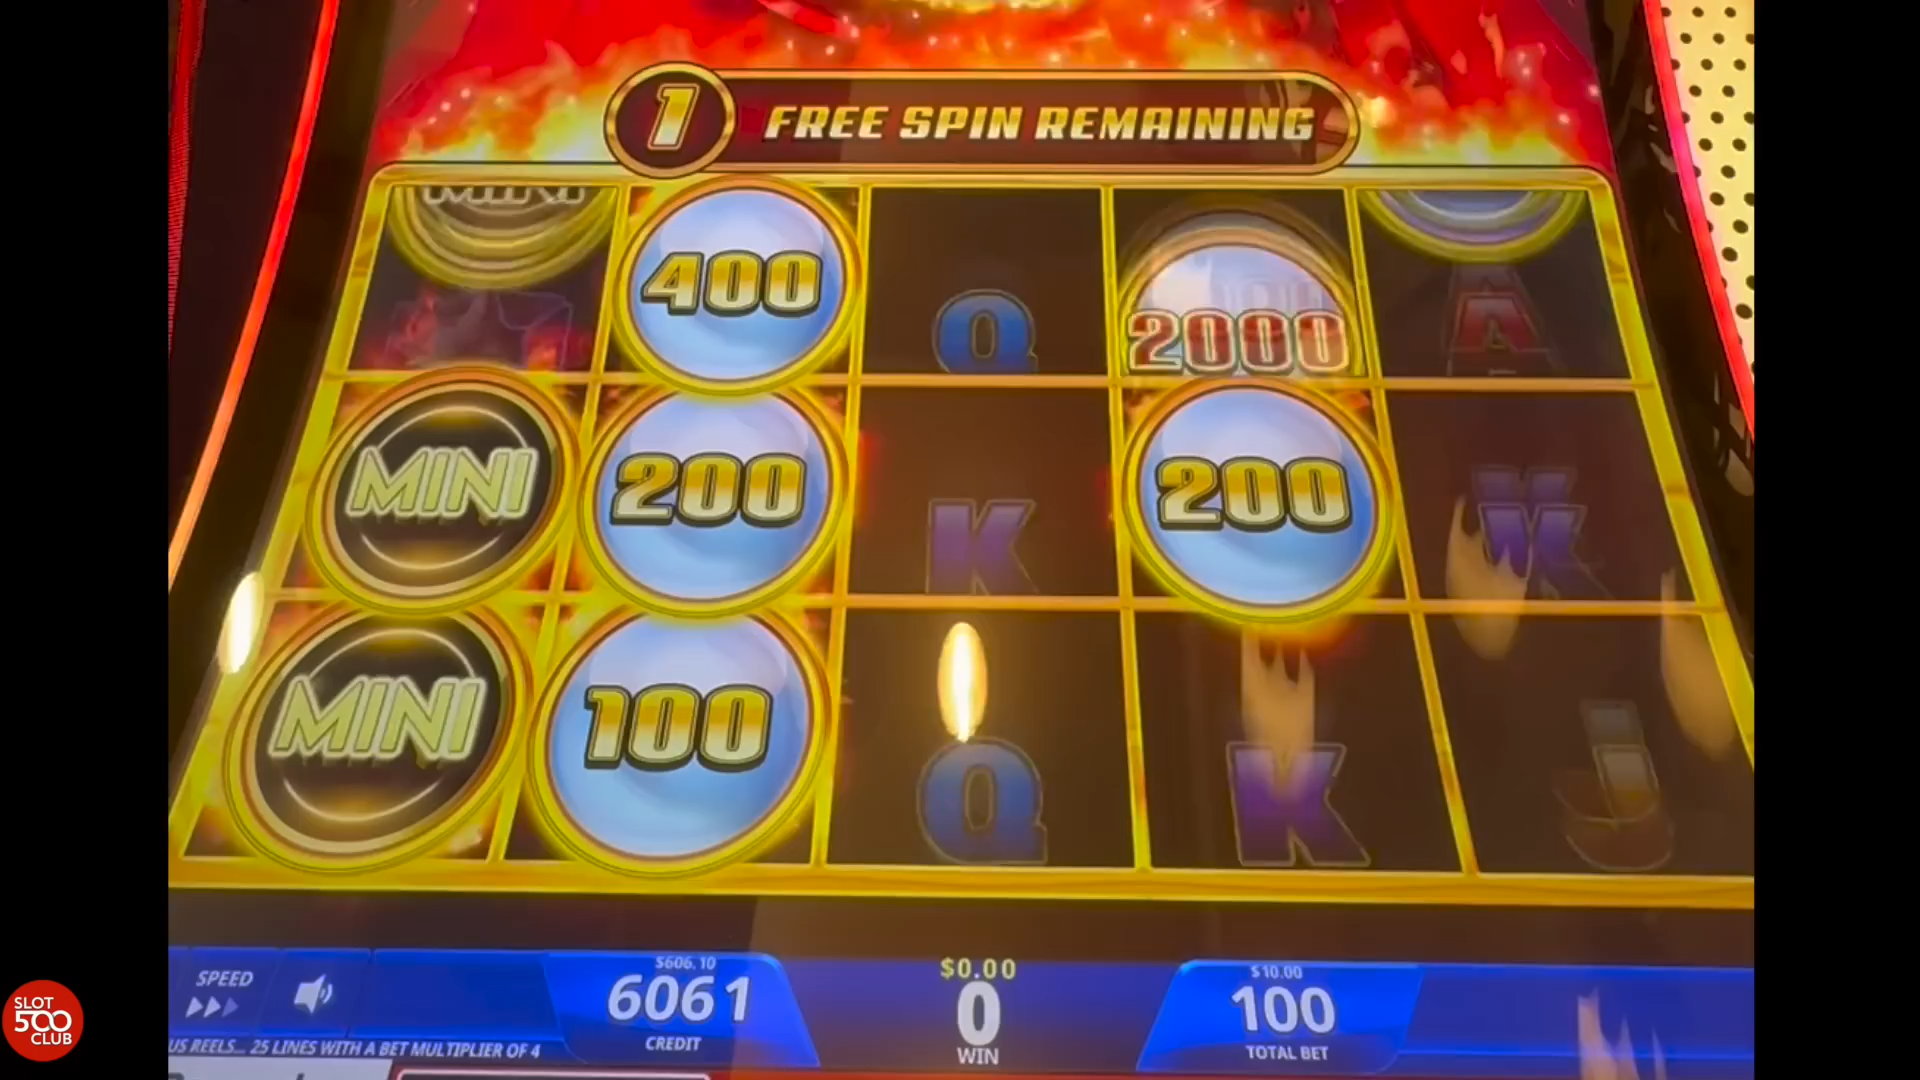 1 FREE SPIN REMAINING
MINI
400
Q
2000
A
MINI
200
K
200
K
MINI
100
Q
K
J
SPEED
$606.10
6061
CREDIT
$0.00
0
WIN
$10.00
100
TOTAL BET
US REELS... 25 LINES WITH A BET MULTIPLIER OF 4
SLOT
500
CLUB